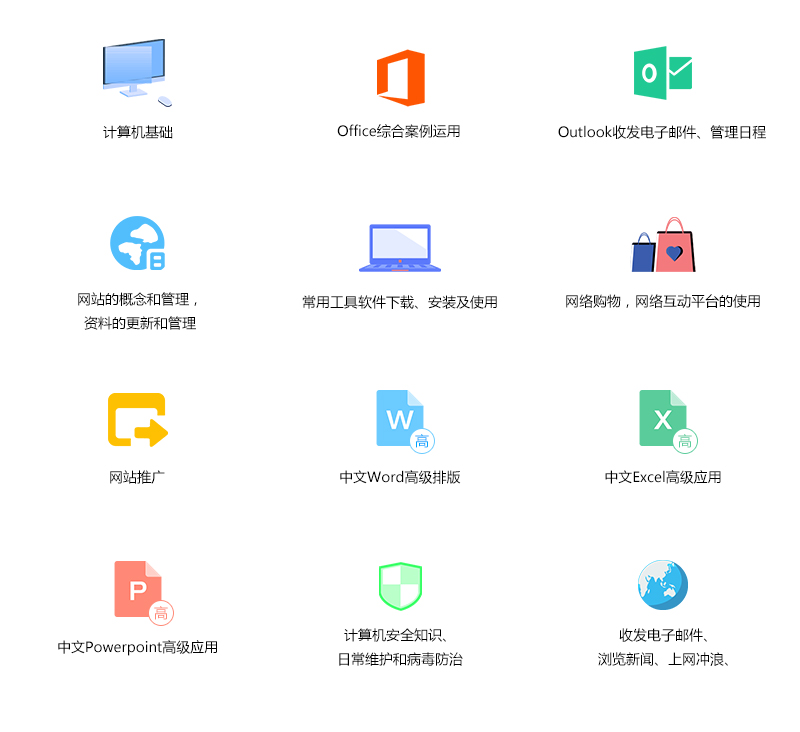 计算机基础
Office综合案例运用
O
Outlook收发电子邮件、管理日程
网站的概念和管理，
资料的更新和管理
常用工具软件下载、安装及使用
网络购物，网络互动平台的使用
网站推广
W
高
中文Word高级排版
X
高
中文Excel高级应用
P
高
中文Powerpoint高级应用
计算机安全知识、
日常维护和病毒防治
收发电子邮件、
浏览新闻、上网冲浪、